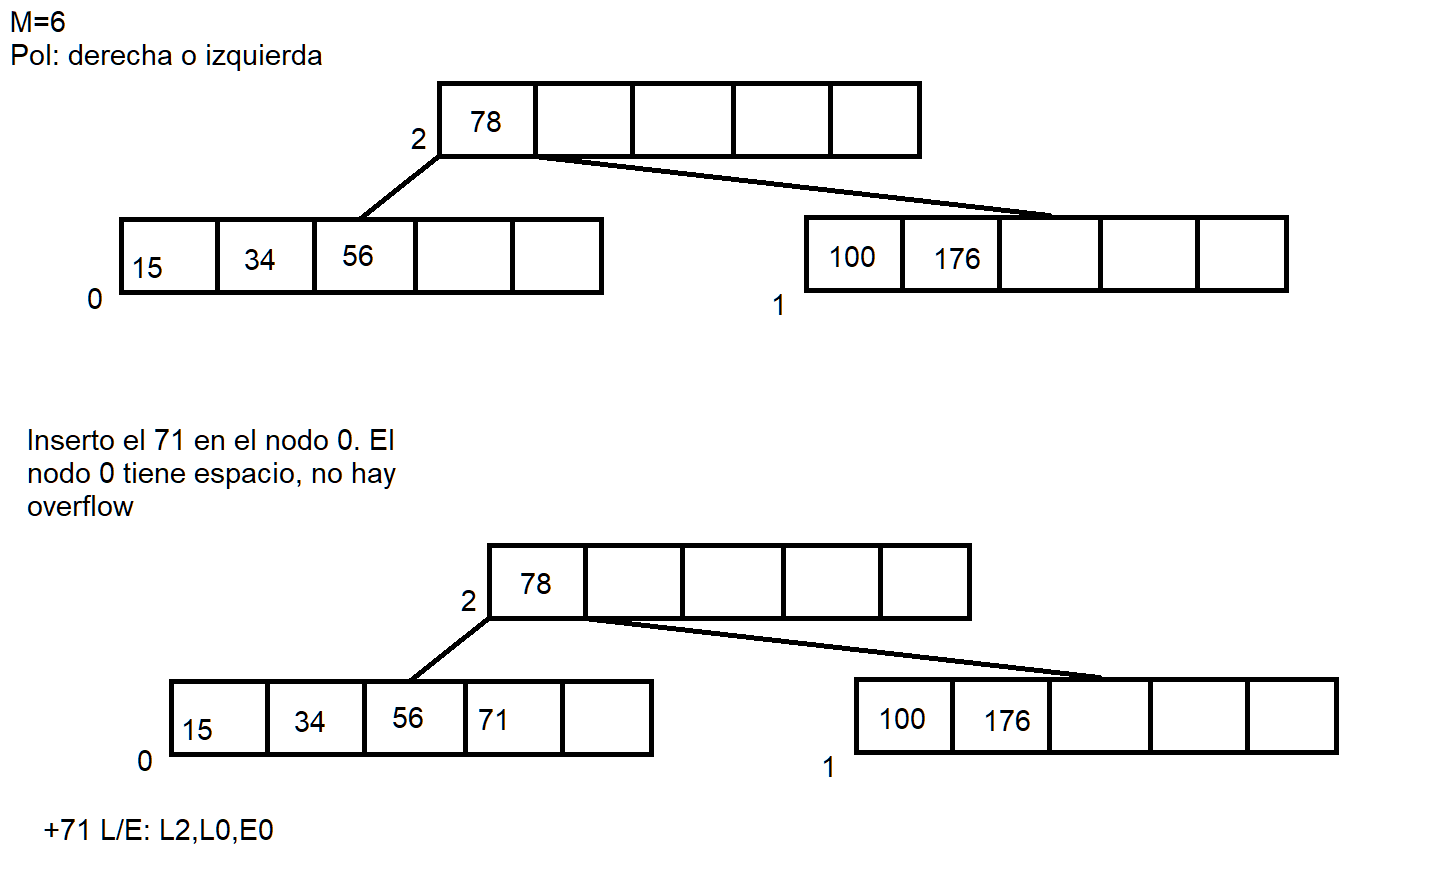 M=6
Pol: derecha o izquierda
78
2
15 34 56
100 176
0
1
Inserto el 71 en el nodo 0. El
nodo 0 tiene espacio, no hay
overflow
78
2
15 34 56 71
100 176
0
1
+71 L/E: L2,L0,E0